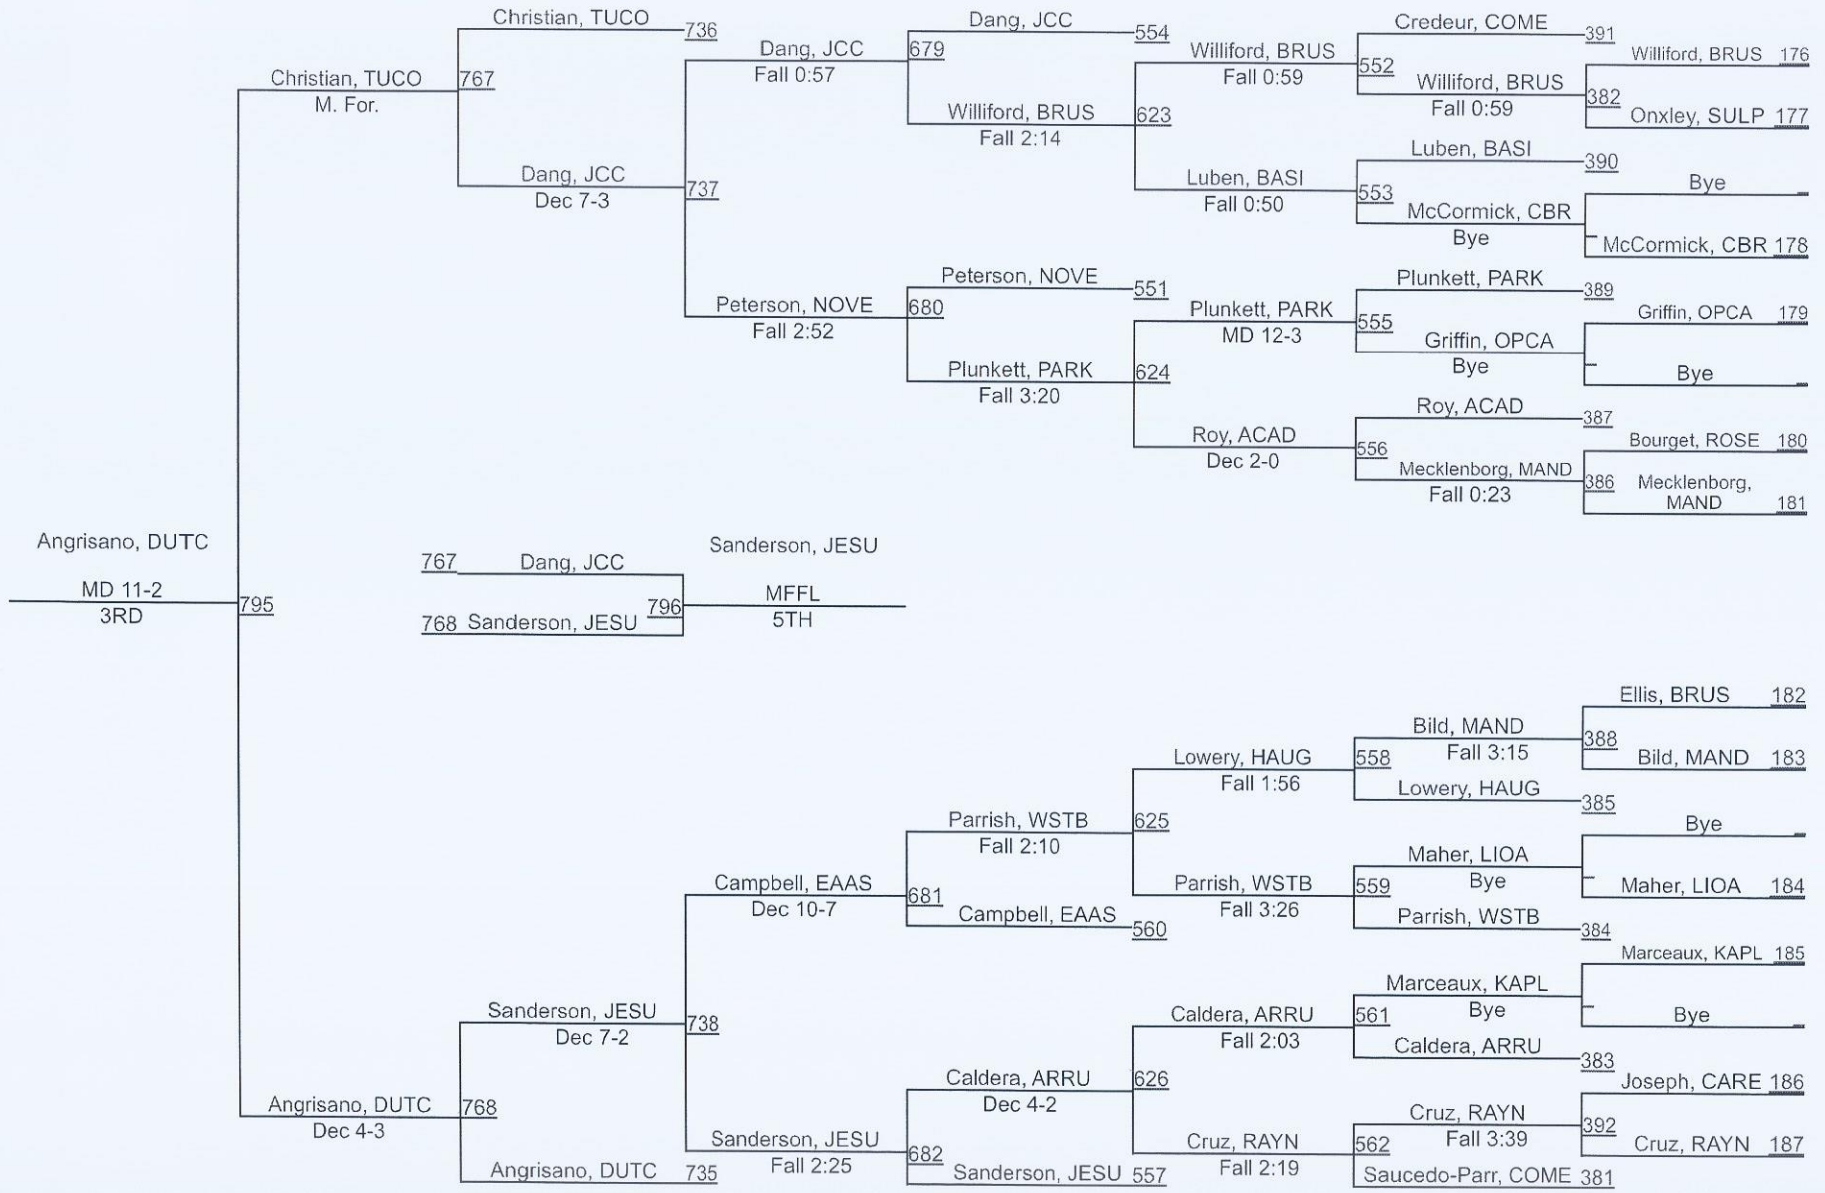 Christian, TUCO
736
Christian, TUCO
M. For.
767
Dang, JCC
Dec 7-3
737
Dang, JCC
Fall 0:57
679
Dang, JCC
554
Williford, BRUS
Fall 2:14
623
Williford, BRUS
Fall 0:59
552
Credeur, COME
391
Williford, BRUS
Fall 0:59
382
Williford, BRUS 176
Onxley, SULP 177
Luben, BASI
Fall 0:50
553
Luben, BASI
390
McCormick, CBR
Bye
Bye
McCormick, CBR 178
Peterson, NOVE
Fall 2:52
680
Peterson, NOVE
551
Plunkett, PARK
Fall 3:20
624
Plunkett, PARK
MD 12-3
555
Plunkett, PARK
389
Griffin, OPCA
Bye
Griffin, OPCA 179
Bye
Roy, ACAD
Dec 2-0
556
Roy, ACAD
387
Mecklenborg, MAND
Fall 0:23
386
Bourget, ROSE 180
Mecklenborg,
MAND 181
Angrisano, DUTC
MD 11-2
3RD
795
767 Dang, JCC
768 Sanderson, JESU
796
Sanderson, JESU
MFFL
5TH
Ellis, BRUS 182
Bild, MAND
Fall 3:15
388
Bild, MAND 183
Lowery, HAUG
Fall 1:56
558
Lowery, HAUG
385
Parrish, WSTB
Fall 2:10
625
Bye
Maher, LIOA
Bye
Maher, LIOA 184
Parrish, WSTB
Fall 3:26
559
Parrish, WSTB
384
Campbell, EAAS
Dec 10-7
681
Campbell, EAAS
560
Sanderson, JESU
Dec 7-2
738
Marceaux, KAPL 185
Marceaux, KAPL
Bye
Bye
Caldera, ARRU
Fall 2:03
561
Caldera, ARRU
383
Caldera, ARRU
Dec 4-2
626
Joseph, CARE 186
Cruz, RAYN
Fall 3:39
392
Cruz, RAYN 187
Cruz, RAYN
Fall 2:19
562
Saucedo-Parr, COME 381
Angrisano, DUTC
Dec 4-3
768
Sanderson, JESU
Fall 2:25
682
Sanderson, JESU 557
Angrisano, DUTC
735